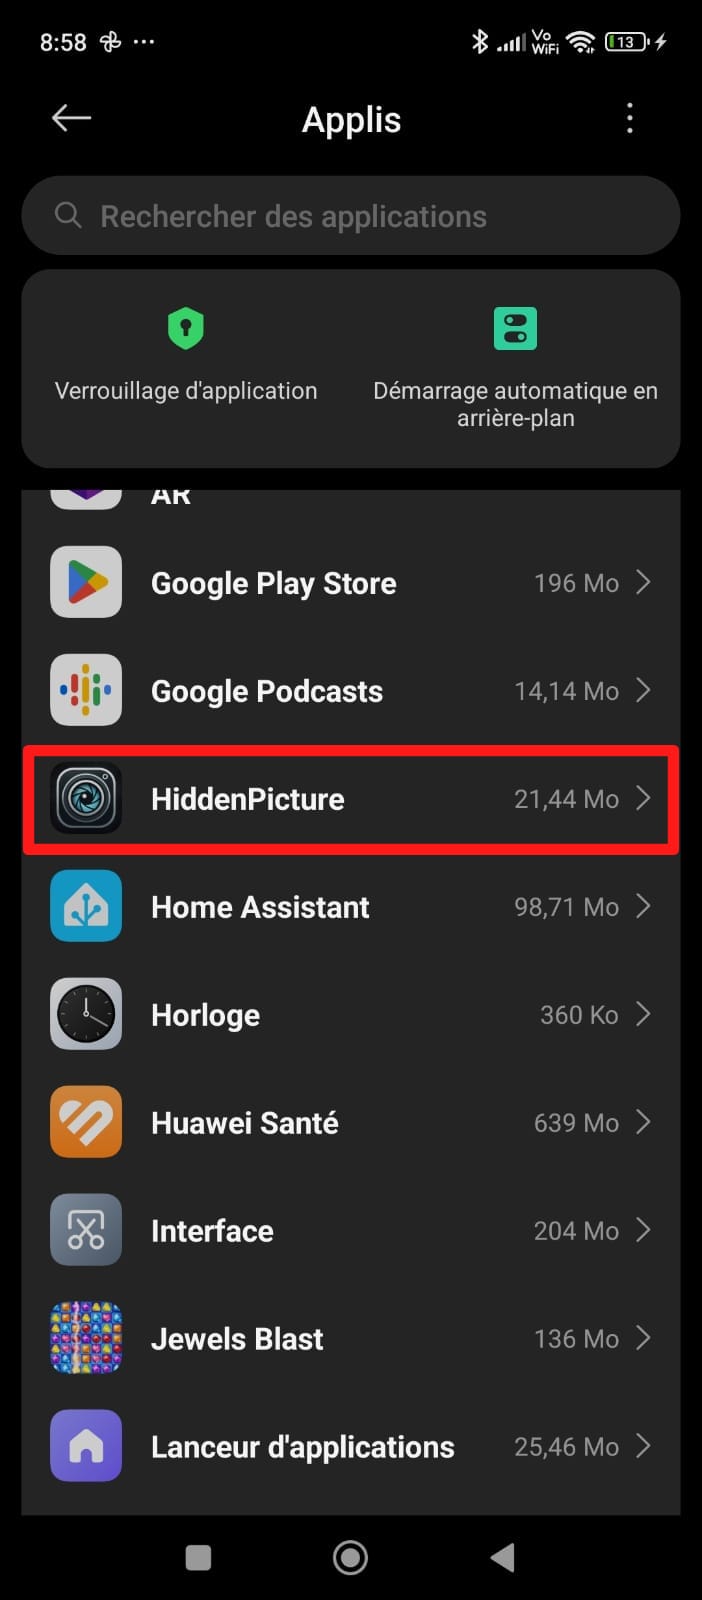 8:58
Vo
WiFi
13
Applis
Rechercher des applications
Verrouillage d'application
Démarrage automatique en
arrière-plan
AR
Google Play Store 196 Mo
Google Podcasts 14,14 Mo
HiddenPicture 21,44 Mo
Home Assistant 98,71 Mo
Horloge 360 Ko
Huawei Santé 639 Mo
Interface 204 Mo
Jewels Blast 136 Mo
Lanceur d'applications 25,46 Mo